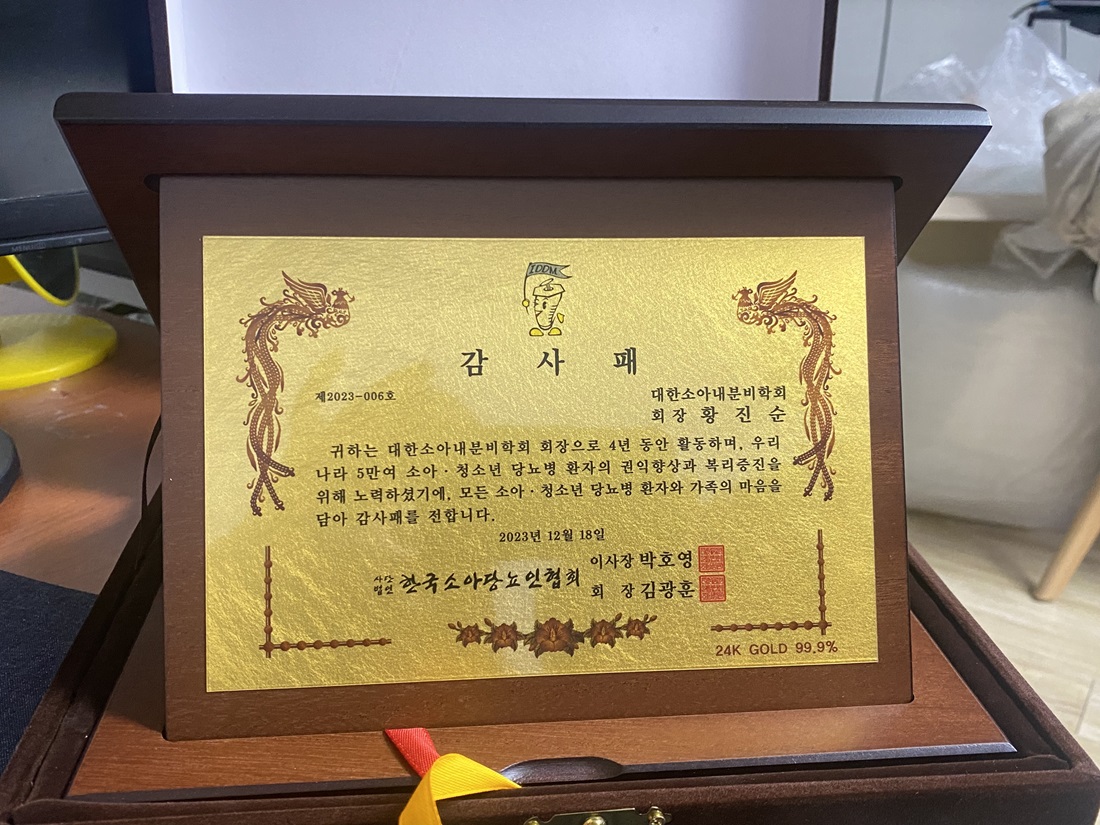 IDDM
감 사 패
제2023-006호
대한소아내분비학회
회장 황 진 순
귀하는 대한소아내분비학회 회장으로 4년 동안 활동하며, 우리
나라 5만여 소아·청소년 당뇨병 환자의 권익향상과 복리증진을
위해 노력하셨기에, 모든 소아·청소년 당뇨병 환자와 가족의 마음을
담아 감사패를 전합니다.
2023년 12월 18일
사단법인 한국소아당뇨인협회
이사장 박호영
회 장 김광훈
24K GOLD 99.9%